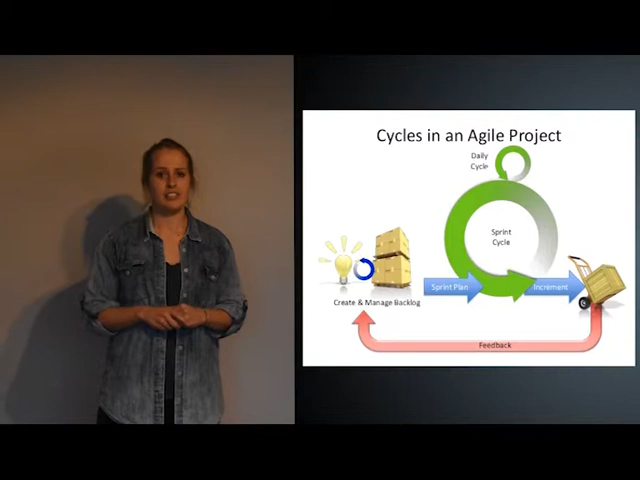 Cycles in an Agile Project
Daily
Cycle
Sprint
Cycle
Sprint Plan
Increment
Create & Manage Backlog
Feedback